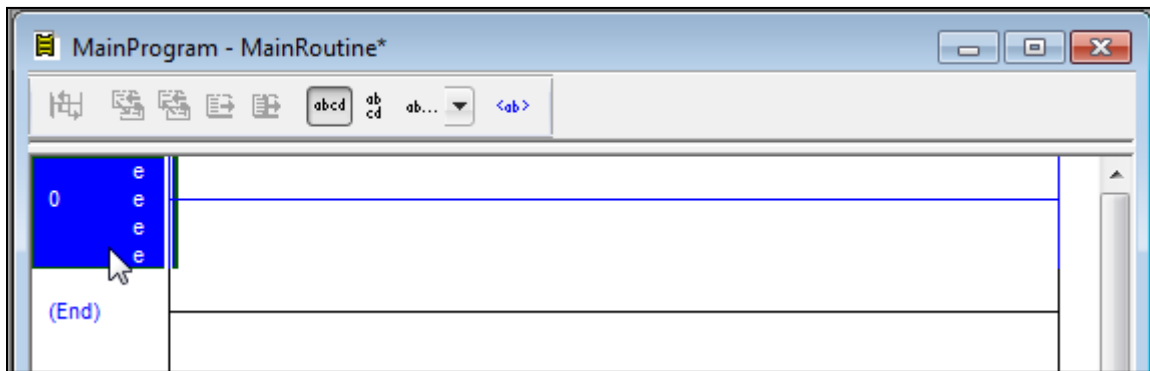 MainProgram - MainRoutine*
abcd ab cd ab... <ab>
e
0 e
e
e
(End)